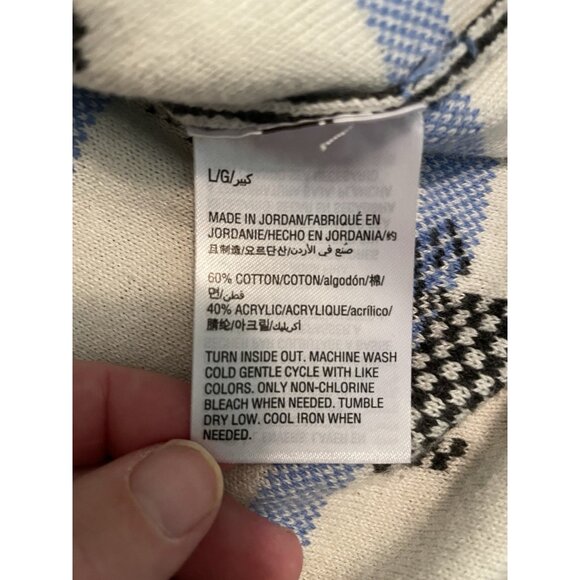 L/G/كبير
MADE IN JORDAN/FABRIQUÉ EN
JORDANIE/HECHO EN JORDANIA/约
旦制造/요르단산/صنع في الأردن
60% COTTON/COTON/algodón/棉/
면/قطن/
40% ACRYLIC/ACRYLIQUE/acrílico/
腈纶/아크릴/أكريليك/
TURN INSIDE OUT. MACHINE WASH
COLD GENTLE CYCLE WITH LIKE
COLORS. ONLY NON-CHLORINE
BLEACH WHEN NEEDED. TUMBLE
DRY LOW. COOL IRON WHEN
NEEDED.